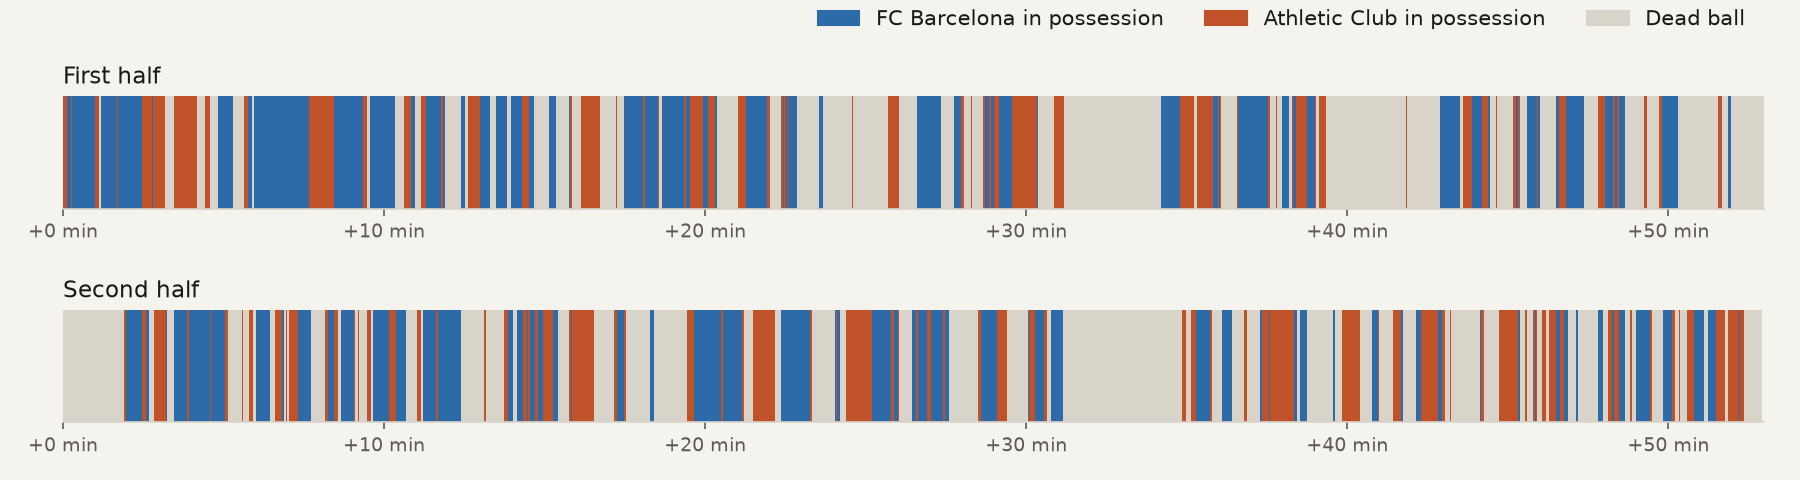 FC Barcelona in possession Athletic Club in possession Dead ball
First half
+0 min +10 min +20 min +30 min +40 min +50 min
Second half
+0 min +10 min +20 min +30 min +40 min +50 min